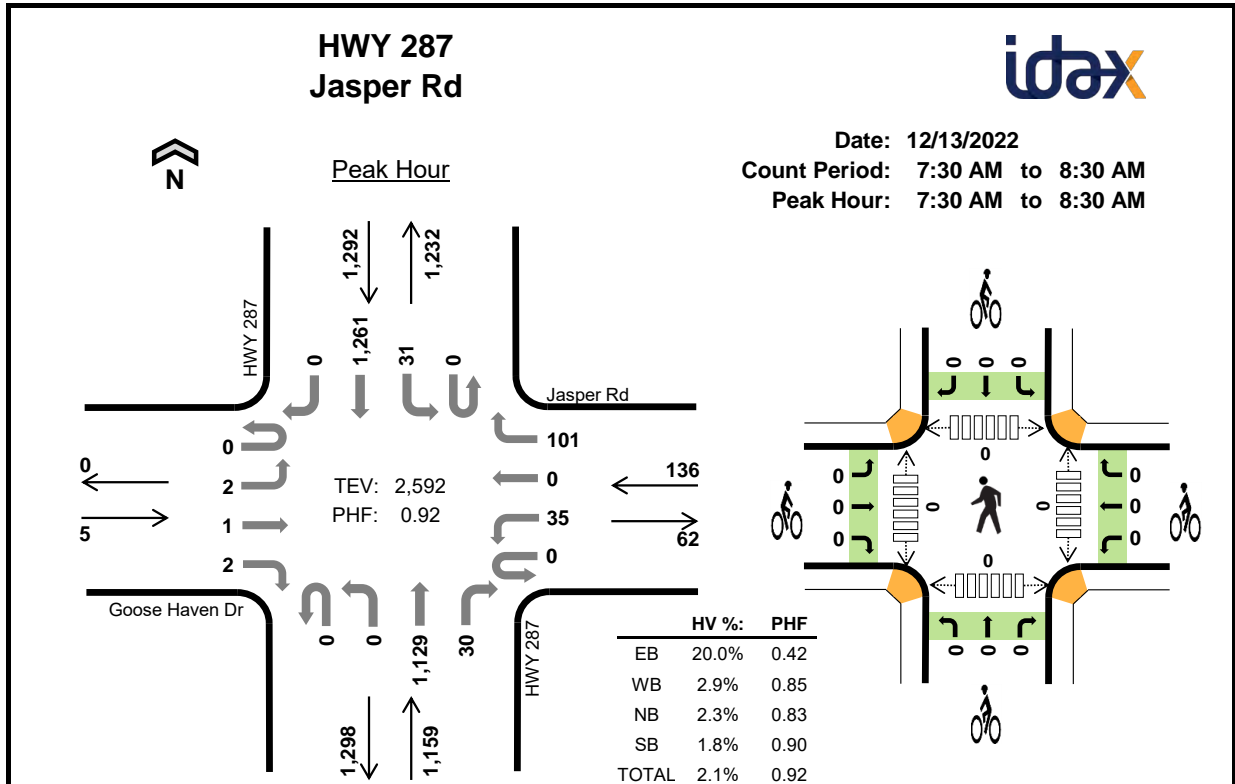 HWY 287
Jasper Rd
idax
Date: 12/13/2022
Count Period: 7:30 AM to 8:30 AM
Peak Hour: 7:30 AM to 8:30 AM
N
Peak Hour
1,292
1,232
HWY 287
0
1,261
31
0
Jasper Rd
0
2
1
2
0
5
TEV: 2,592
PHF: 0.92
101
0
35
0
136
62
Goose Haven Dr
0
0
1,129
30
HWY 287
1,298
1,159
HV %: PHF
EB 20.0% 0.42
WB 2.9% 0.85
NB 2.3% 0.83
SB 1.8% 0.90
TOTAL 2.1% 0.92
0 0 0
0
0
0
0
0
0
0
0
0
0
0
0 0 0